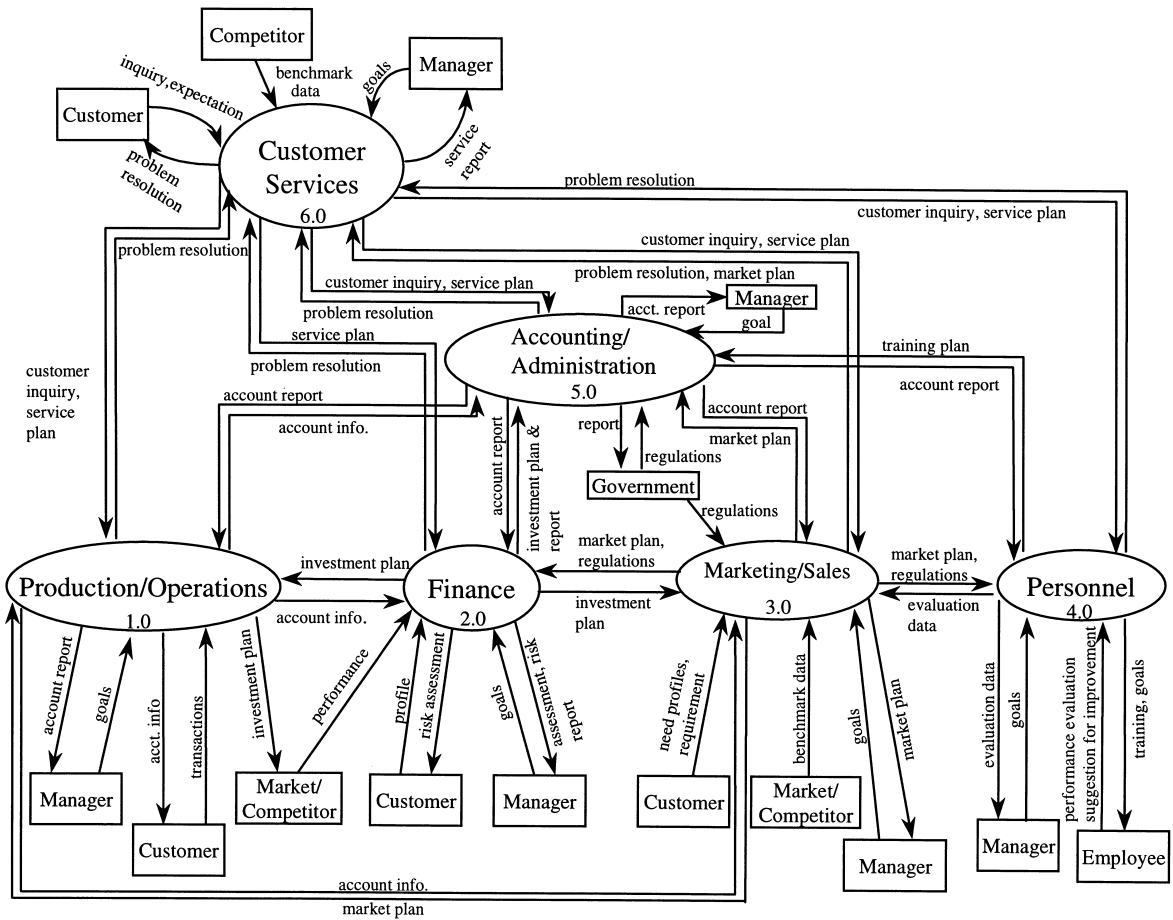 Competitor
Manager
Customer
inquiry,expectation
benchmark
data
goals
problem
resolution
service
report
Customer
Services
6.0
problem resolution
customer inquiry, service plan
problem resolution
customer inquiry, service plan
problem resolution, market plan
customer inquiry, service plan
problem resolution
service plan
problem resolution
acct. report
Manager
goal
Accounting/
Administration
5.0
training plan
account report
customer
inquiry,
service
plan
account report
account info.
account report
investment plan &
report
report
regulations
account report
market plan
Government
regulations
Production/Operations
1.0
investment plan
account info.
Finance
2.0
market plan,
regulations
investment
plan
Marketing/Sales
3.0
market plan,
regulations
evaluation
data
Personnel
4.0
account report
goals
acct. info
transactions
investment plan
performance
profile
risk assessment
goals
assessment, risk
report
need profiles,
requirement
benchmark data
goals
market plan
evaluation data
goals
performance evaluation
suggestion for improvement
training, goals
Manager
Customer
Market/
Competitor
Customer
Manager
Customer
Market/
Competitor
Manager
Manager
Employee
account info.
market plan